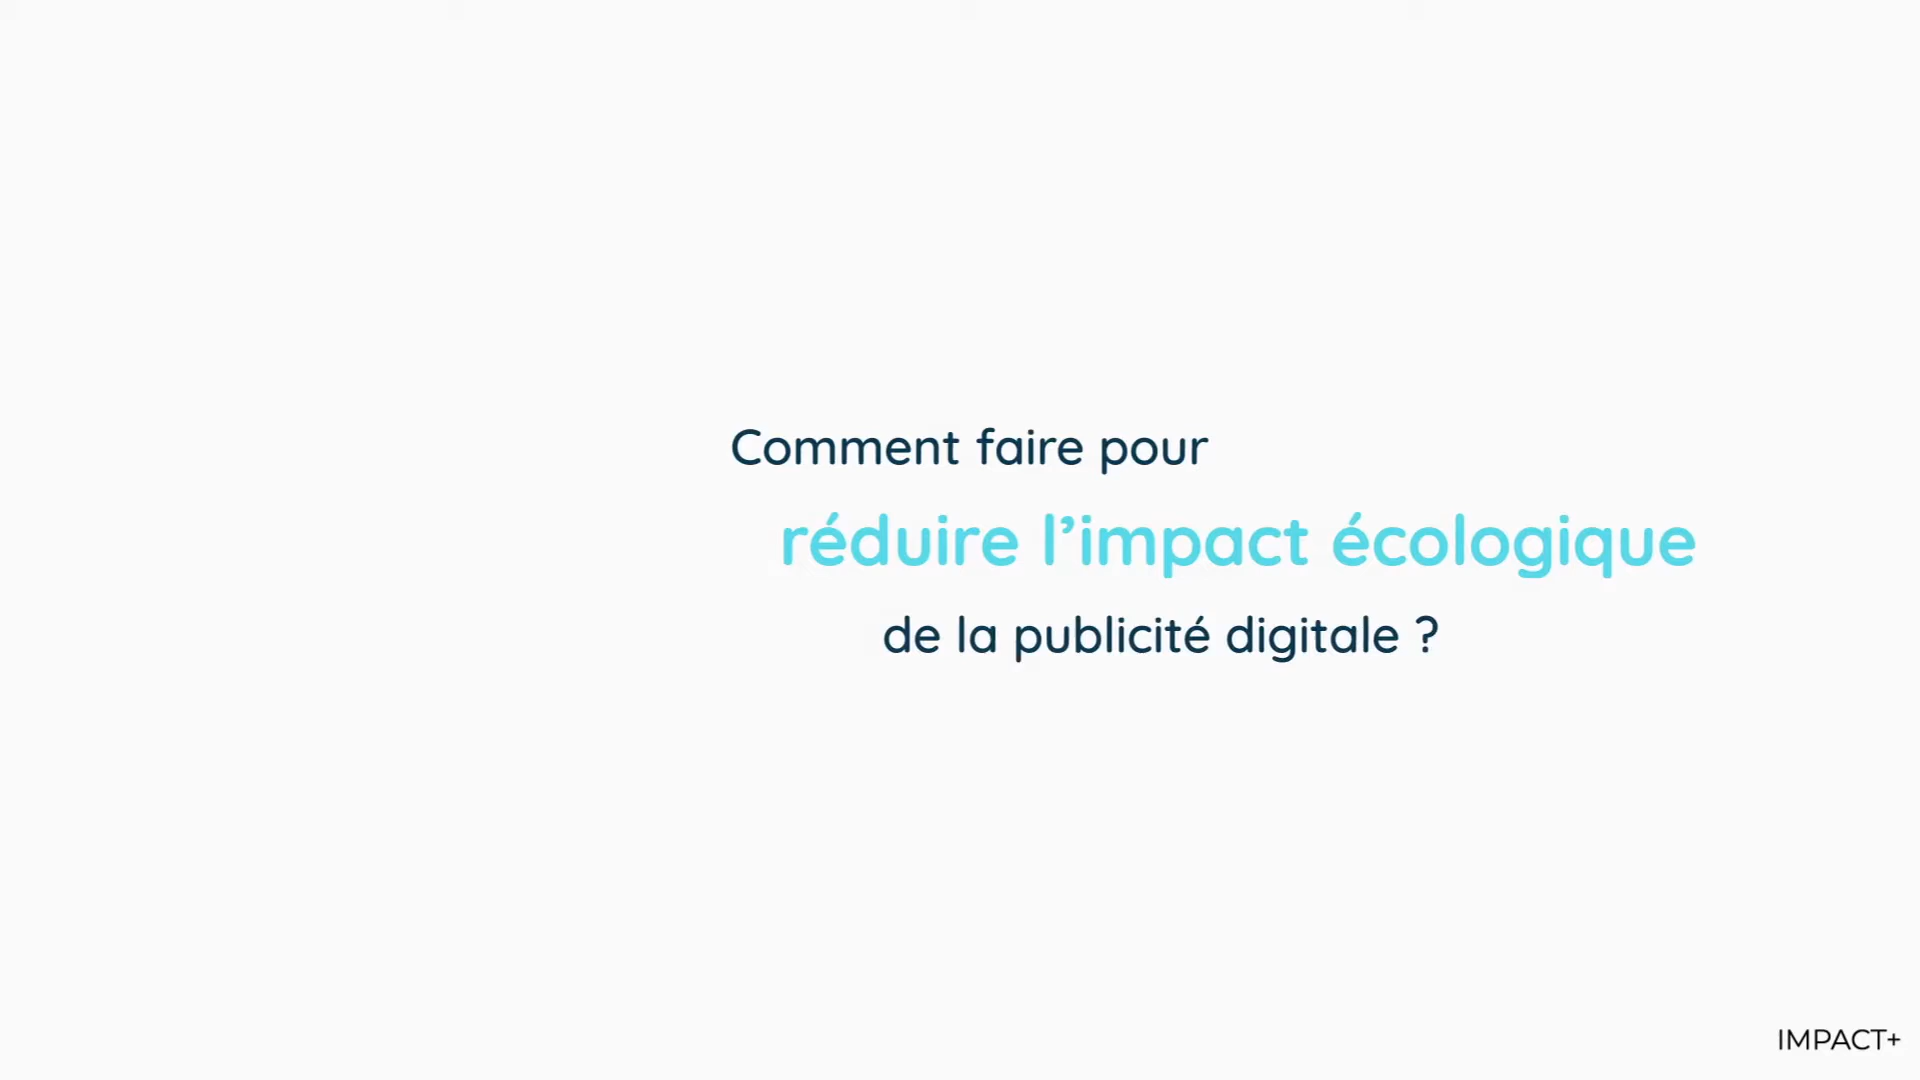 Comment faire pour
réduire l’impact écologique
de la publicité digitale ?
IMPACT+